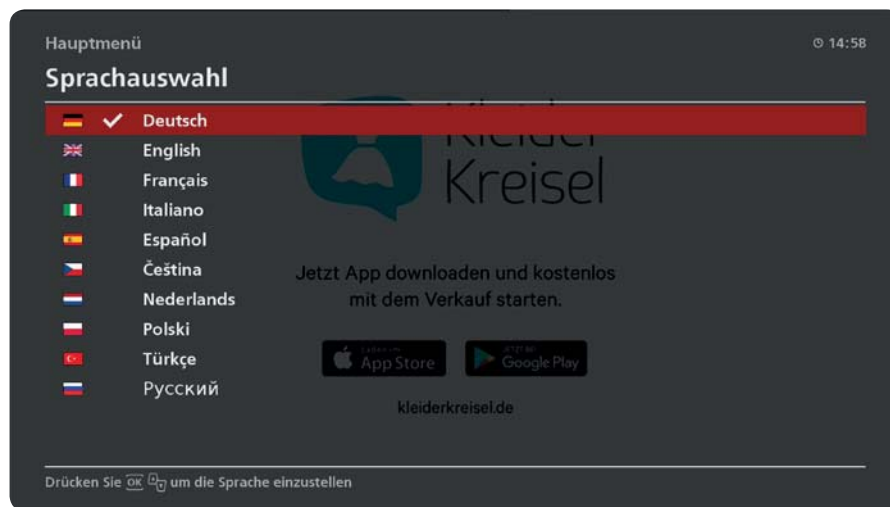 Hauptmenü
14:58
Sprachauswahl
Deutsch
English
Français
Italiano
Español
Čeština
Nederlands
Polski
Türkçe
Русский
Kleider
Kreisel
Jetzt App downloaden und kostenlos
mit dem Verkauf starten.
App Store
JETZT BEI
Google Play
kleiderkreisel.de
Drücken Sie OK um die Sprache einzustellen